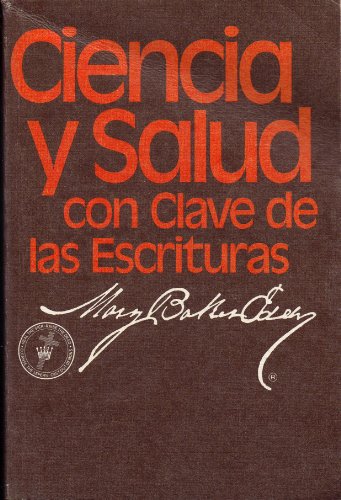 Ciencia
y Salud
con Clave de
las Escrituras
Mary Baker Eddy
®